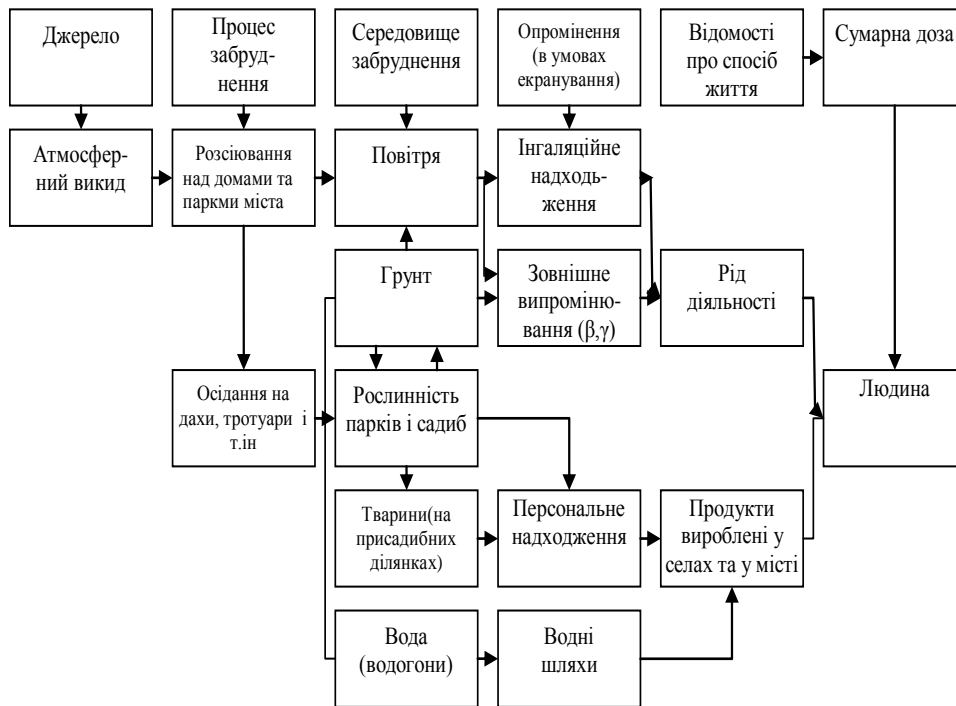 Джерело
Процес
забруд-
нення
Середовище
забруднення
Опромінення
(в умовах
екранування)
Відомості
про спосіб
життя
Сумарна доза
Атмосфер-
ний викид
Розсіювання
над домами та
паркми міста
Повітря
Інгаляційне
надходь-
ження
Грунт
Зовнішнє
випроміню-
вання (β,γ)
Рід
діяльності
Осідання на
дахи, тротуари і
т.ін
Рослинність
парків і садиб
Людина
Тварини(на
присадибних
ділянках)
Персональне
надходження
Продукти
вироблені у
селах та у місті
Вода
(водогони)
Водні
шляхи